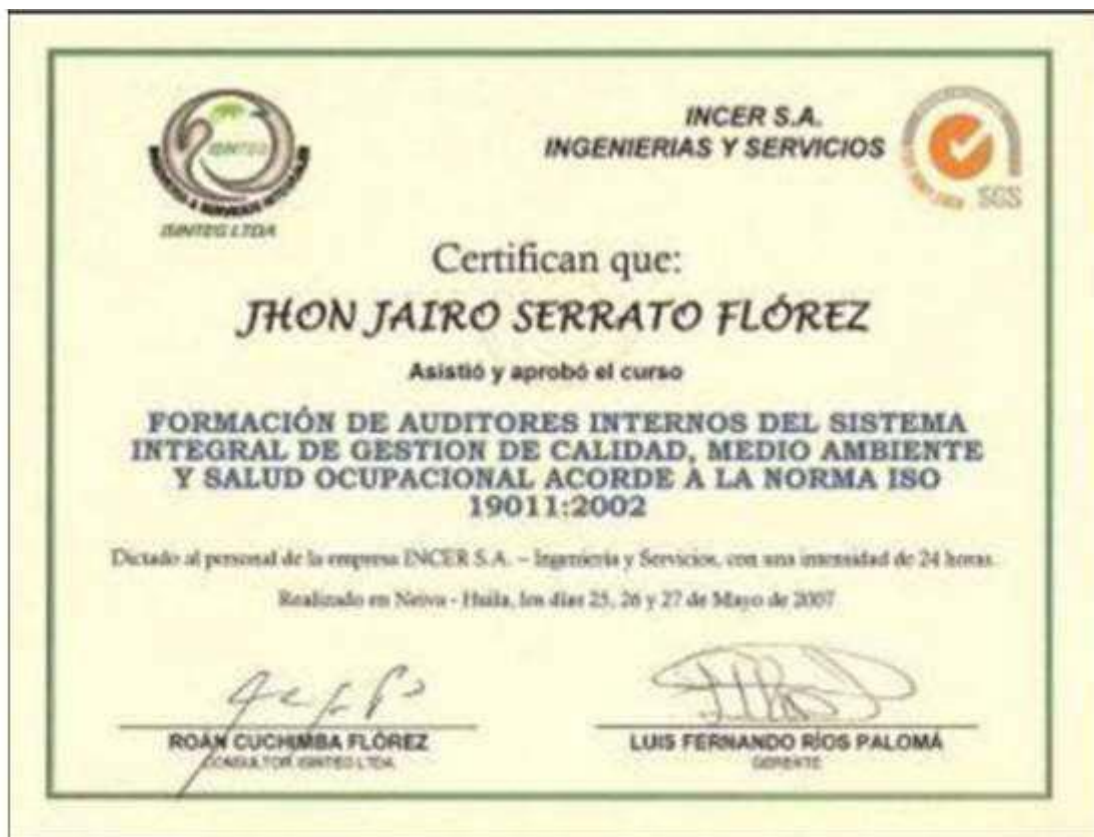 ISINTEG LTDA
INCER S.A.
INGENIERIAS Y SERVICIOS
SGS
Certifican que:
JHON JAIRO SERRATO FLÓREZ
Asistió y aprobó el curso
FORMACIÓN DE AUDITORES INTERNOS DEL SISTEMA
INTEGRAL DE GESTION DE CALIDAD, MEDIO AMBIENTE
Y SALUD OCUPACIONAL ACORDE A LA NORMA ISO
19011:2002
Dictado al personal de la empresa INCER S.A. – Ingeniería y Servicios, con una intensidad de 24 horas.
Realizado en Neiva - Huila, los días 25, 26 y 27 de Mayo de 2007
ROÁN CUCHIMBA FLÓREZ
CONSULTOR ISINTEG LTDA.
LUIS FERNANDO RÍOS PALOMÁ
GERENTE